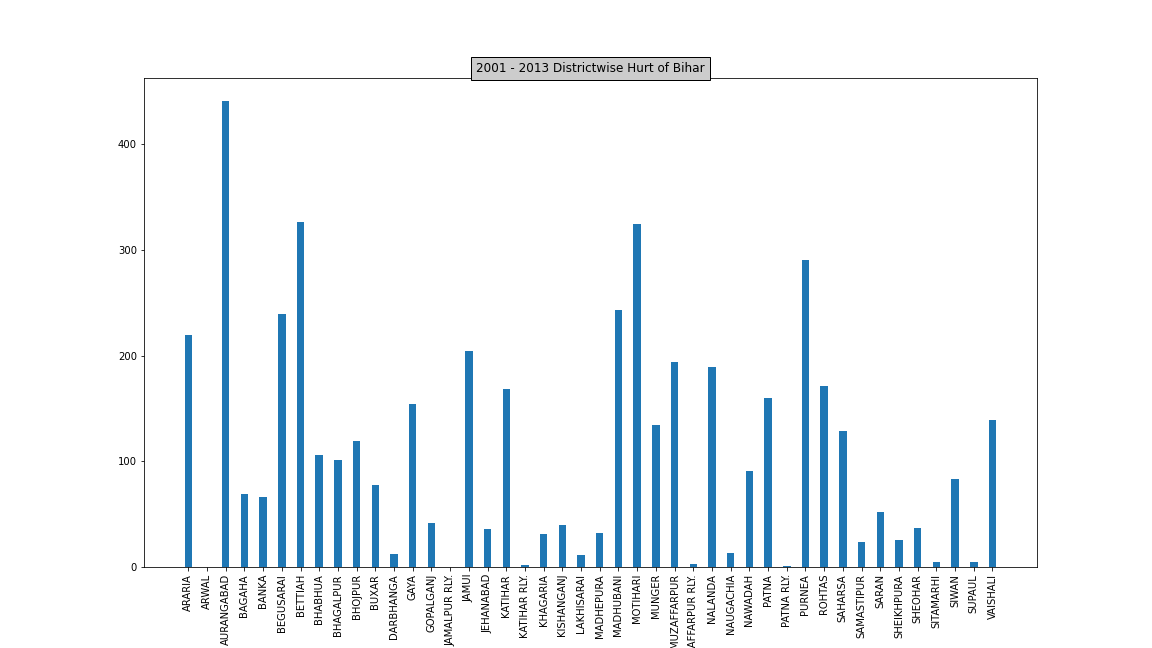 2001 - 2013 Districtwise Hurt of Bihar
400
300
200
100
0
ARARIA
ARWAL
AURANGABAD
BAGAHA
BANKA
BEGUSARAI
BETTIAH
BHABHUA
BHAGALPUR
BHOJPUR
BUXAR
DARBHANGA
GAYA
GOPALGANJ
JAMALPUR RLY.
JAMUI
JEHANABAD
KATIHAR
KATIHAR RLY.
KHAGARIA
KISHANGANJ
LAKHISARAI
MADHEPURA
MADHUBANI
MOTIHARI
MUNGER
MUZAFFARPUR
AFFARPUR RLY.
NALANDA
NAUGACHIA
NAWADAH
PATNA
PATNA RLY.
PURNEA
ROHTAS
SAHARSA
SAMASTIPUR
SARAN
SHEIKHPURA
SHEOHAR
SITAMARHI
SIWAN
SUPAUL
VAISHALI